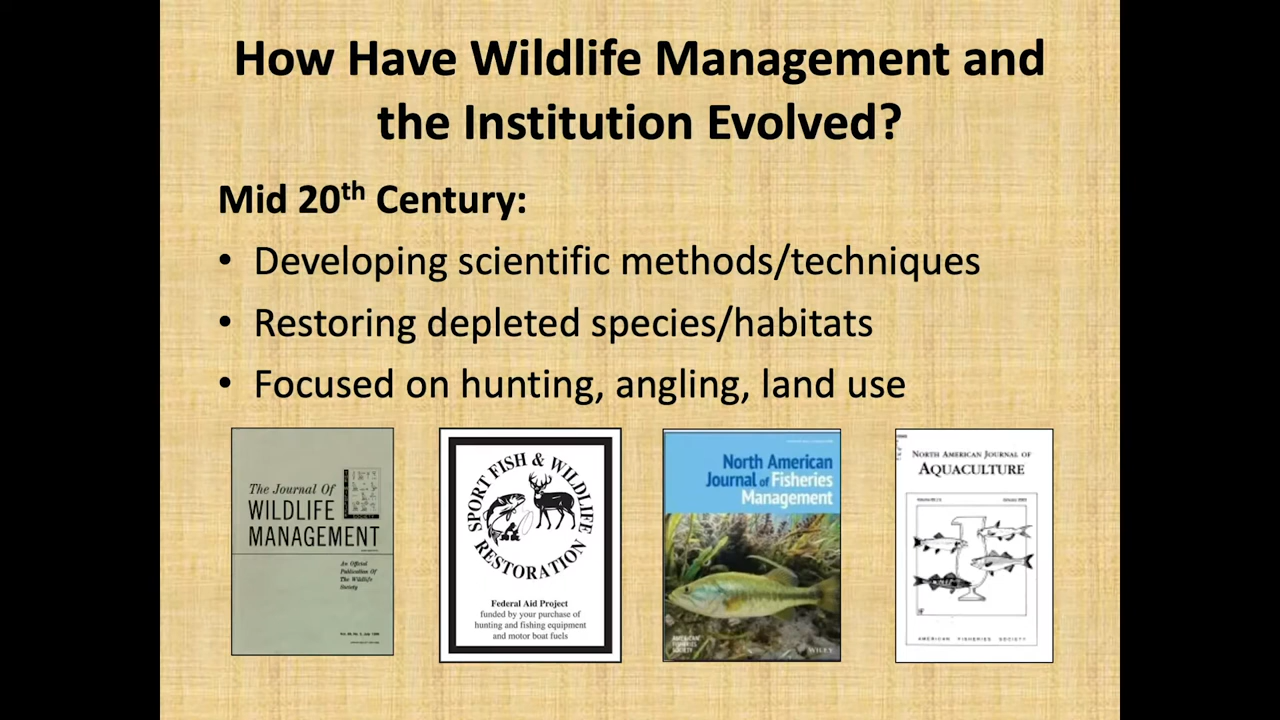 How Have Wildlife Management and
the Institution Evolved?
Mid 20th Century:
• Developing scientific methods/techniques
• Restoring depleted species/habitats
• Focused on hunting, angling, land use
The Journal Of
WILDLIFE
MANAGEMENT
An Official
Publication Of
The Wildlife
Society
SPORT FISH & WILDLIFE
RESTORATION
Federal Aid Project
funded by your purchase of
hunting and fishing equipment
and motor boat fuels
North American
Journal of Fisheries
Management
AMERICAN
FISHERIES
SOCIETY
WILEY
NORTH AMERICAN JOURNAL OF
AQUACULTURE
AMERICAN FISHERIES SOCIETY